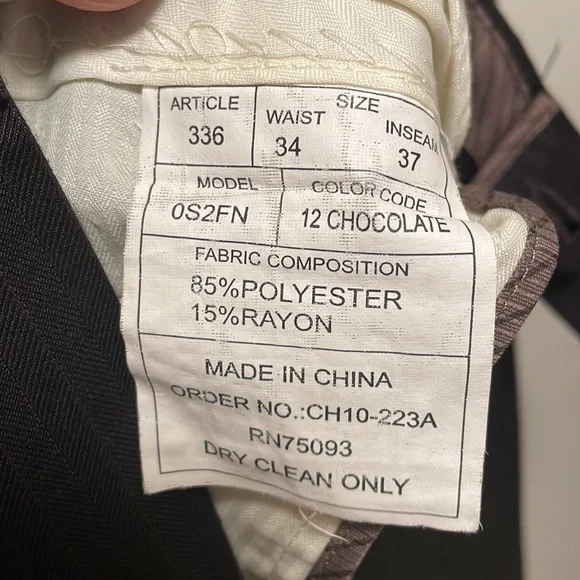 ARTICLE
336
SIZE
WAIST INSEAM
34 37
MODEL COLOR CODE
0S2FN 12 CHOCOLATE
FABRIC COMPOSITION
85%POLYESTER
15%RAYON
MADE IN CHINA
ORDER NO.:CH10-223A
RN75093
DRY CLEAN ONLY